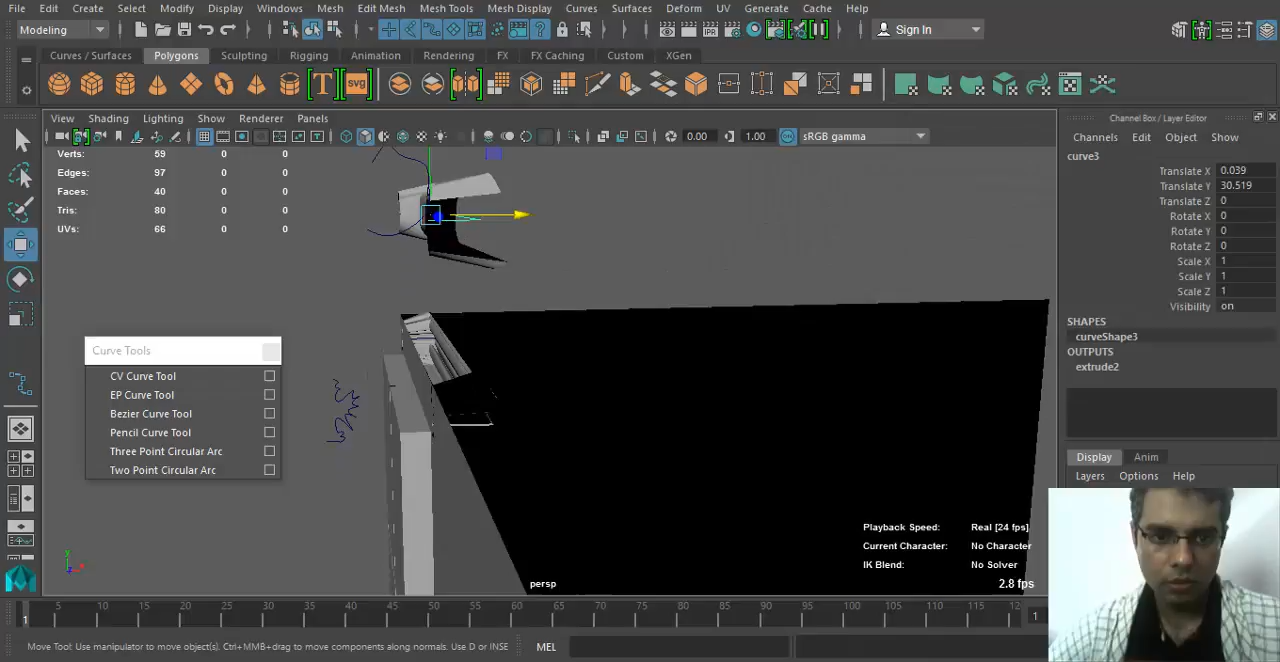 File Edit Create Select Modify Display Windows Mesh Edit Mesh Mesh Tools Mesh Display Curves Surfaces Deform UV Generate Cache Help
Modeling Sign In
Curves / Surfaces Polygons Sculpting Rigging Animation Rendering FX FX Caching Custom XGen
T svg
View Shading Lighting Show Renderer Panels
0.00 1.00 ON sRGB gamma
Verts: 59 0 0
Edges: 97 0 0
Faces: 40 0 0
Tris: 80 0 0
UVs: 66 0 0
Curve Tools
CV Curve Tool
EP Curve Tool
Bezier Curve Tool
Pencil Curve Tool
Three Point Circular Arc
Two Point Circular Arc
Channel Box / Layer Editor
Channels Edit Object Show
curve3
Translate X 0.039
Translate Y 30.519
Translate Z 0
Rotate X 0
Rotate Y 0
Rotate Z 0
Scale X 1
Scale Y 1
Scale Z 1
Visibility on
SHAPES
curveShape3
OUTPUTS
extrude2
Display Anim
Layers Options Help
Playback Speed: Real [24 fps]
Current Character: No Character
IK Blend: No Solver
2.8 fps
persp
y
1 5 10 15 20 25 30 35 40 45 50 55 60 65 70 75 80 85 90 95 100 105 110 115 12 1
Move Tool: Use manipulator to move object(s). Ctrl+MMB+drag to move components along normals. Use D or INSE MEL